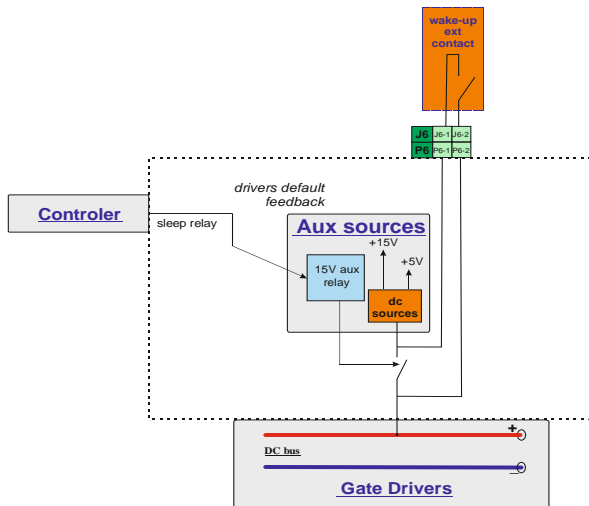 wake-up
ext
contact
J6 J6-1 J6-2
P6 P6-1 P6-2
drivers default
feedback
Controler
sleep relay
Aux sources
+15V
+5V
15V aux
relay
dc
sources
+
DC bus
–
Gate Drivers